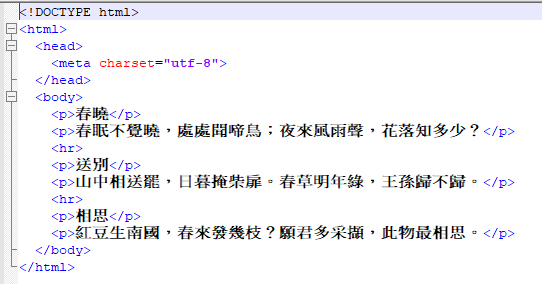 <!DOCTYPE html>
<html>
<head>
<meta charset="utf-8">
</head>
<body>
<p>春曉</p>
<p>春眠不覺曉，處處聞啼鳥；夜來風雨聲，花落知多少？</p>
<hr>
<p>送別</p>
<p>山中相送罷，日暮掩柴扉。春草明年綠，王孫歸不歸。</p>
<hr>
<p>相思</p>
<p>紅豆生南國，春來發幾枝？願君多采擷，此物最相思。</p>
</body>
</html>